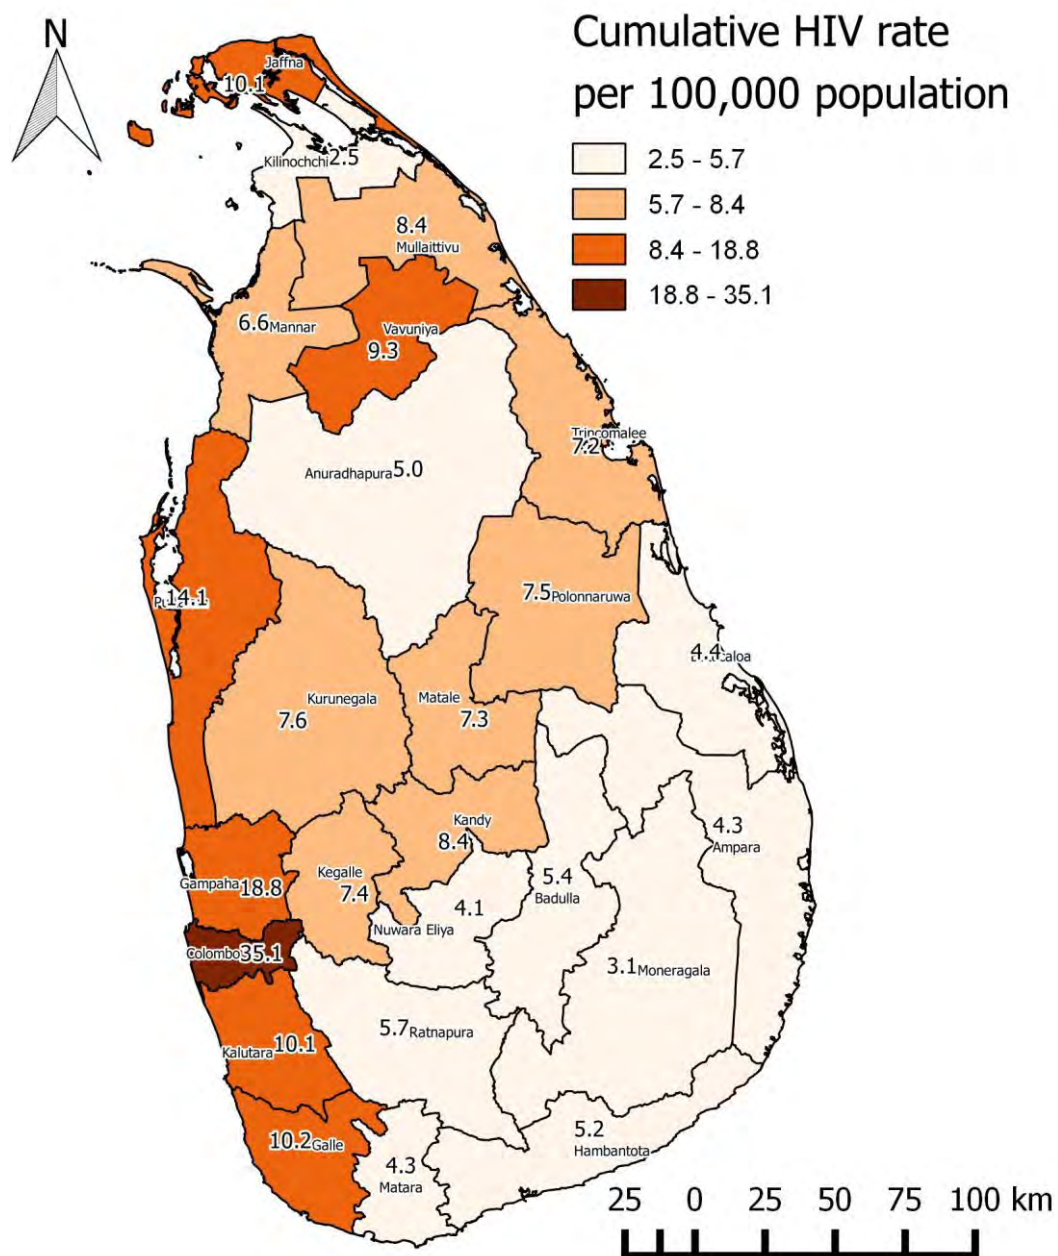 Cumulative HIV rate
per 100,000 population
2.5 - 5.7
5.7 - 8.4
8.4 - 18.8
18.8 - 35.1
N
Jaffna
10.1
Kilinochchi 2.5
8.4
Mullaittivu
6.6 Mannar
Vavuniya
9.3
Trincomalee
7.2
Anuradhapura 5.0
7.5 Polonnaruwa
14.1
4.4
Kurunegala
7.6
Matale
7.3
Kandy
8.4
4.3
Ampara
Kegalle
7.4
Gampaha 18.8
5.4
Badulla
4.1
Nuwara Eliya
Colombo 35.1
3.1 Moneragala
5.7 Ratnapura
Kalutara 10.1
10.2 Galle
5.2
Hambantota
4.3
Matara
25 0 25 50 75 100 km